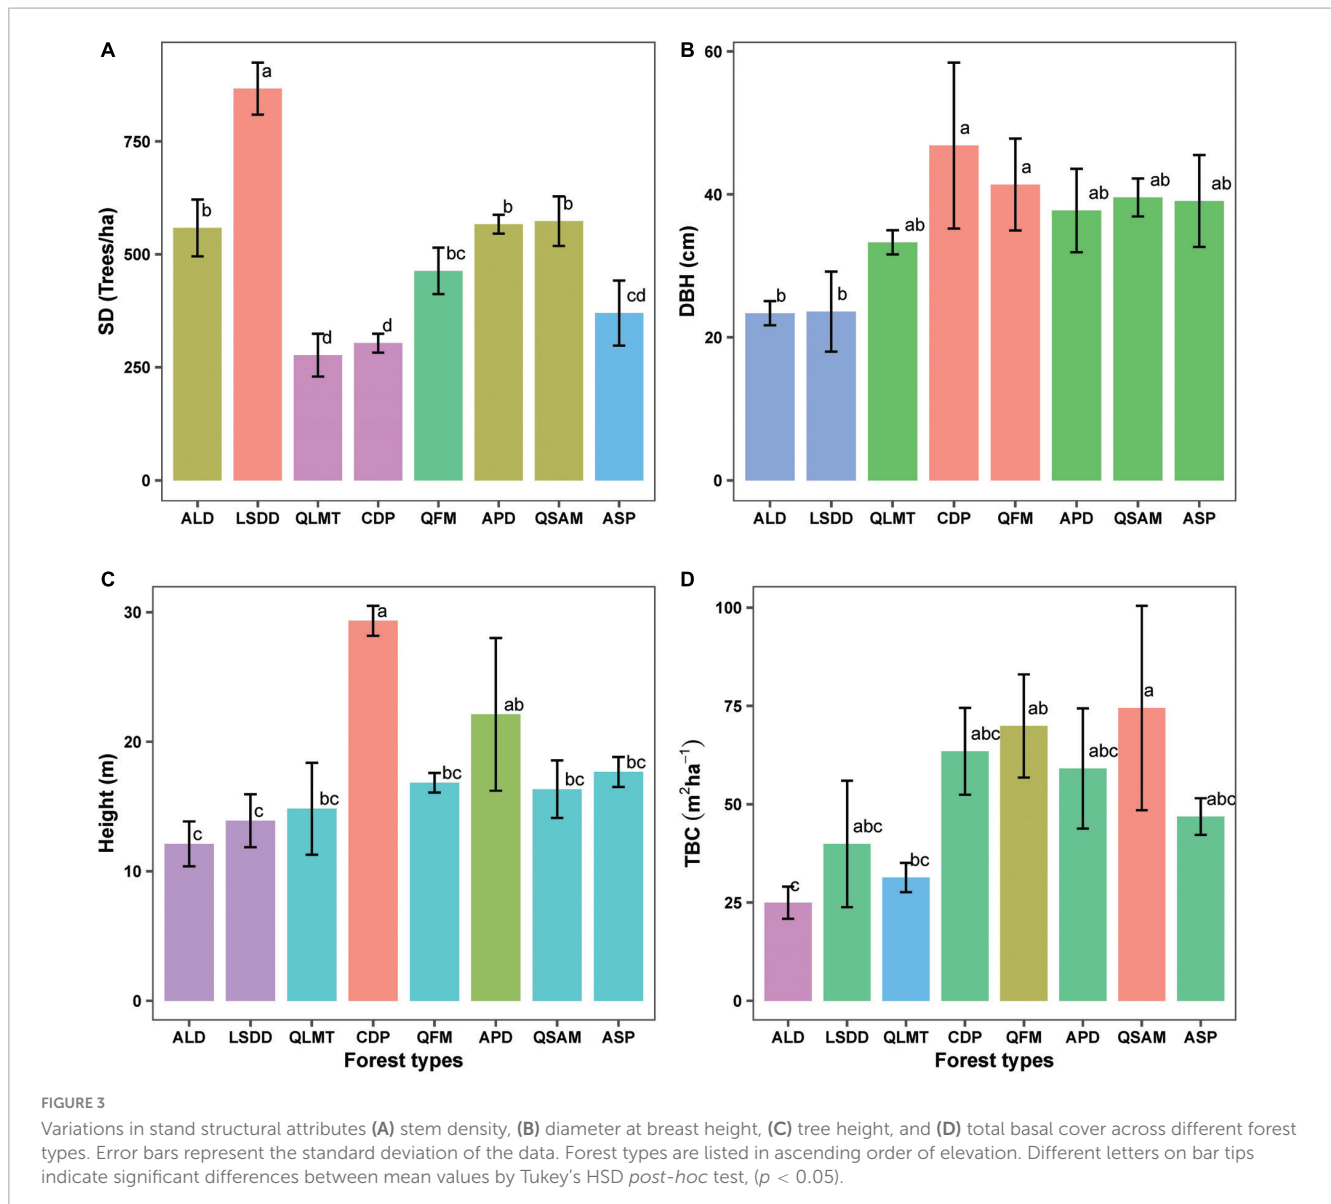 A
SD (Trees/ha)
750
500
250
0
b
a
d
d
bc
b
b
cd
ALD LSDD QLMT CDP QFM APD QSAM ASP
B
DBH (cm)
60
40
20
0
b
b
ab
a
a
ab
ab
ab
ALD LSDD QLMT CDP QFM APD QSAM ASP
C
Height (m)
30
20
10
0
c
c
bc
a
bc
ab
bc
bc
ALD LSDD QLMT CDP QFM APD QSAM ASP
Forest types
D
TBC (m²ha⁻¹)
100
75
50
25
0
c
abc
bc
abc
ab
abc
a
abc
ALD LSDD QLMT CDP QFM APD QSAM ASP
Forest types
FIGURE 3
Variations in stand structural attributes (A) stem density, (B) diameter at breast height, (C) tree height, and (D) total basal cover across different forest
types. Error bars represent the standard deviation of the data. Forest types are listed in ascending order of elevation. Different letters on bar tips
indicate significant differences between mean values by Tukey’s HSD post-hoc test, (p < 0.05).